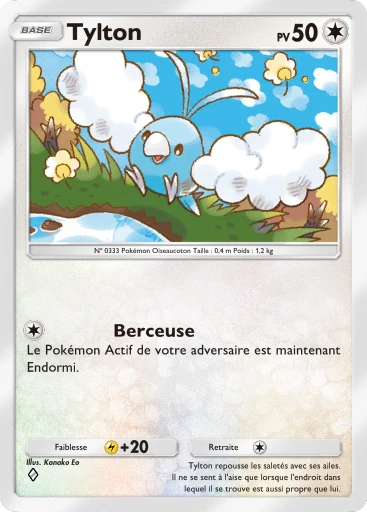 BASE Tylton PV 50
N° 0333 Pokémon Oiseaucoton Taille : 0,4 m Poids : 1,2 kg
Berceuse
Le Pokémon Actif de votre adversaire est maintenant
Endormi.
Faiblesse +20 Retraite
Illus. Kanako Eo
Tylton repousse les saletés avec ses ailes.
Il ne se sent à l'aise que lorsque l'endroit dans
lequel il se trouve est aussi propre que lui.